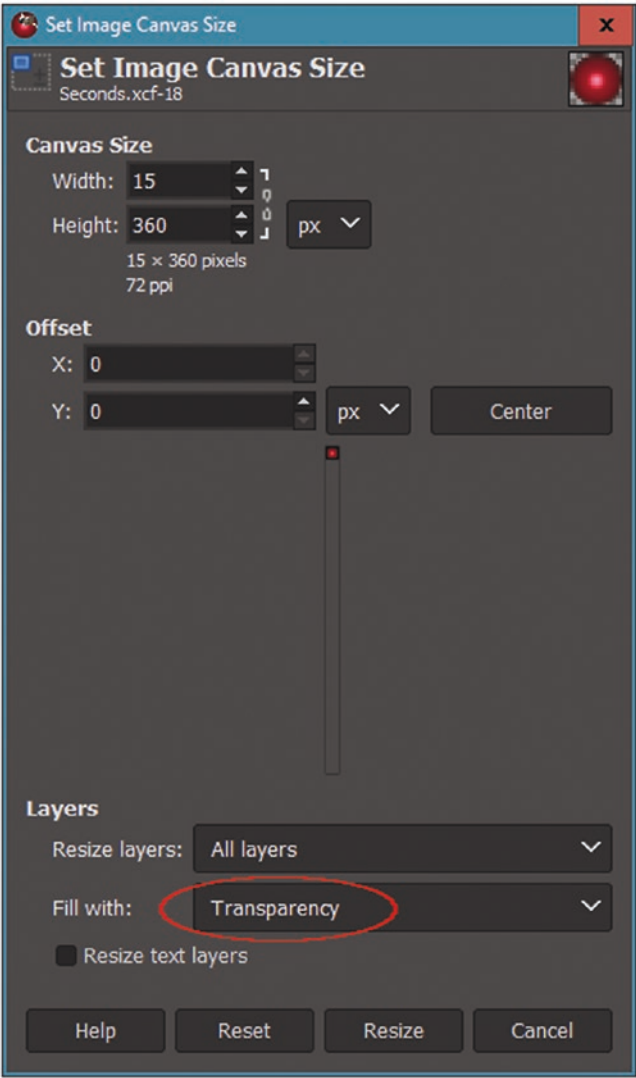 Set Image Canvas Size
Set Image Canvas Size
Seconds.xcf-18
Canvas Size
Width: 15
Height: 360 px
15 × 360 pixels
72 ppi
Offset
X: 0
Y: 0 px Center
Layers
Resize layers: All layers
Fill with: Transparency
Resize text layers
Help Reset Resize Cancel